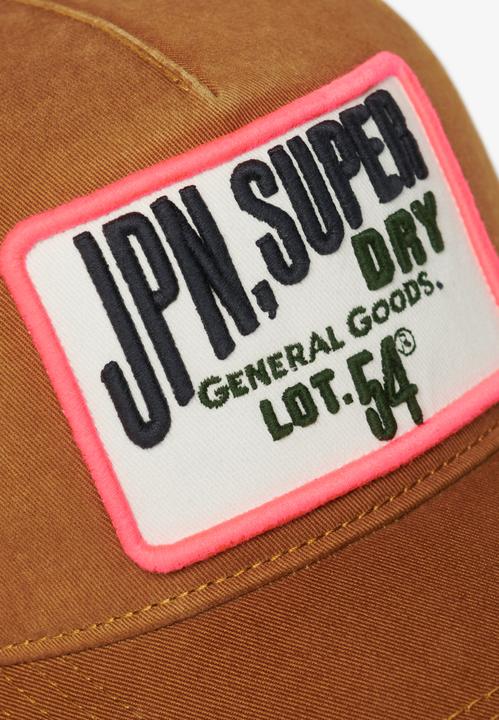 JPN, SUPER
DRY
GENERAL GOODS.
LOT. 54®